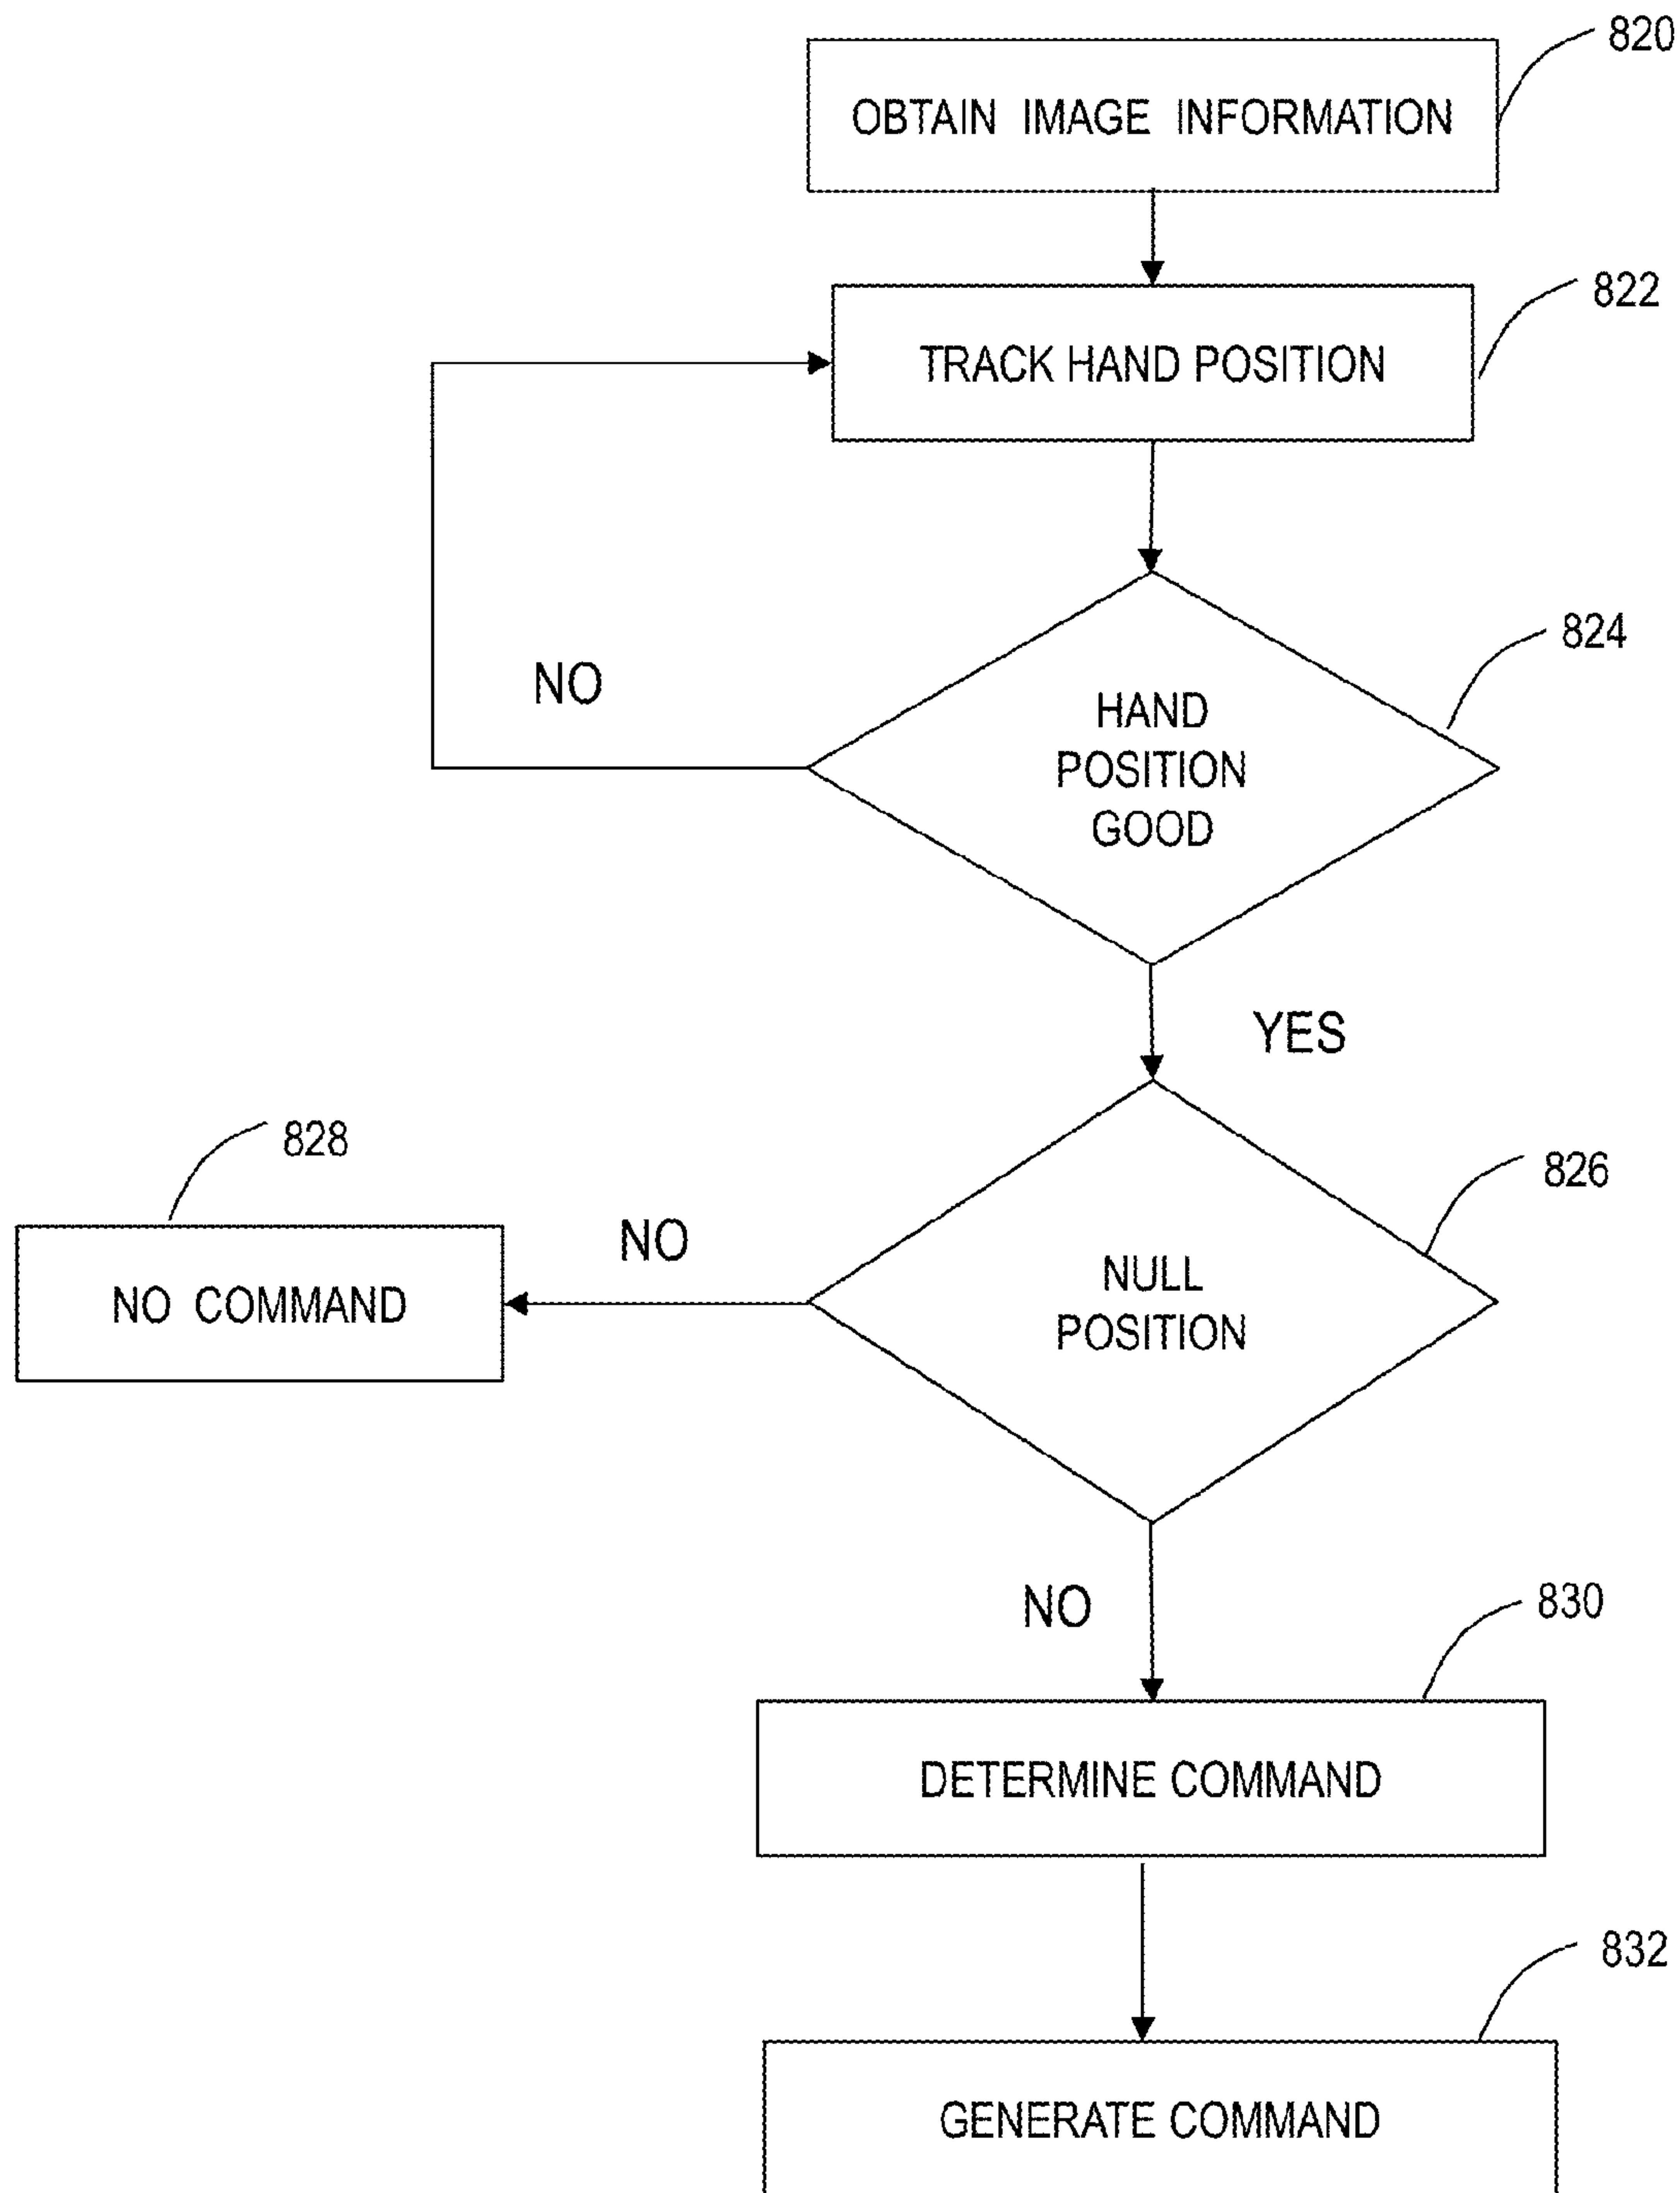 820
OBTAIN IMAGE INFORMATION
822
TRACK HAND POSITION
824
NO
HAND
POSITION
GOOD
YES
828
826
NO
NO COMMAND
NULL
POSITION
NO
830
DETERMINE COMMAND
832
GENERATE COMMAND